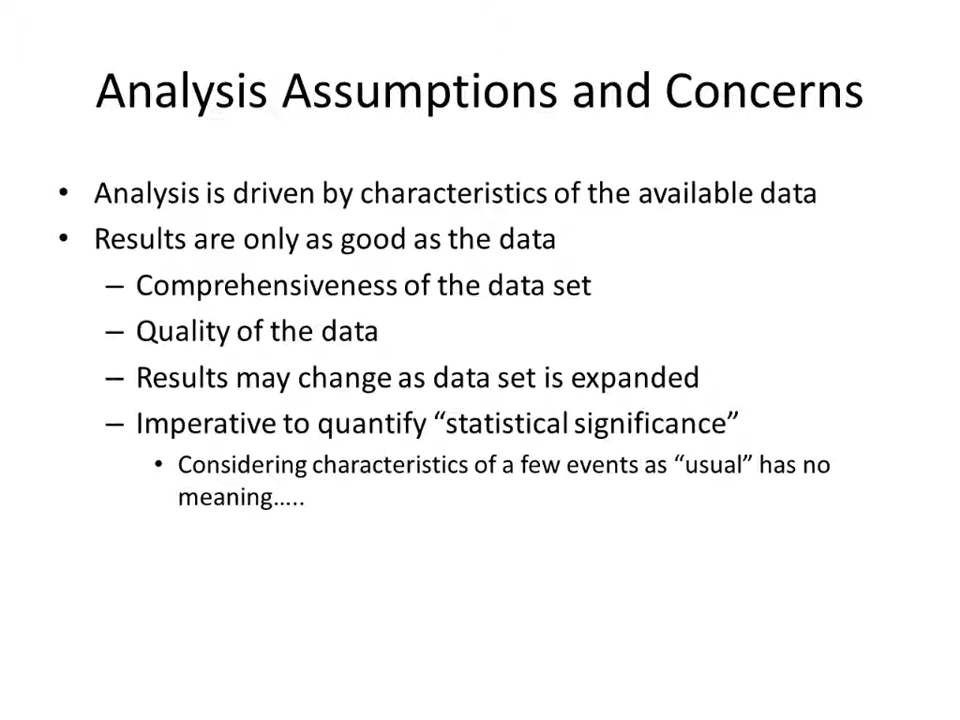 Analysis Assumptions and Concerns
• Analysis is driven by characteristics of the available data
• Results are only as good as the data
– Comprehensiveness of the data set
– Quality of the data
– Results may change as data set is expanded
– Imperative to quantify “statistical significance”
• Considering characteristics of a few events as “usual” has no
meaning…..